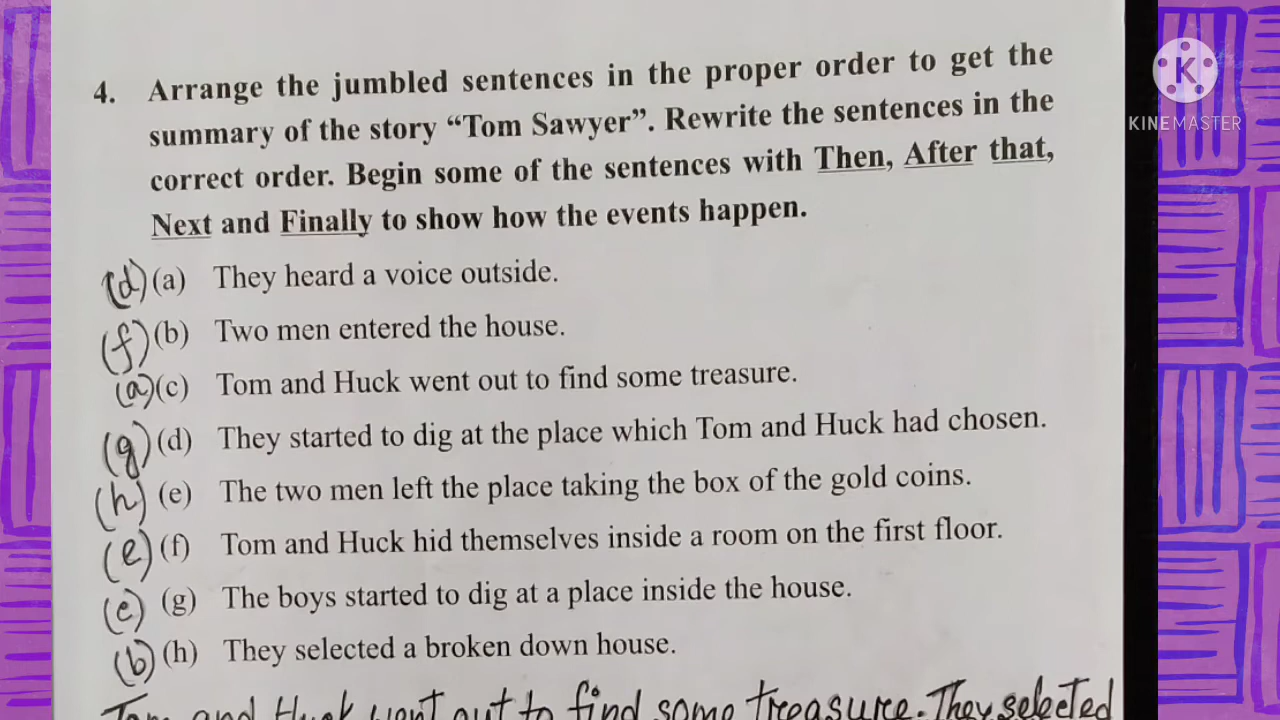 KINEMASTER
4. Arrange the jumbled sentences in the proper order to get the
summary of the story “Tom Sawyer”. Rewrite the sentences in the
correct order. Begin some of the sentences with Then, After that,
Next and Finally to show how the events happen.
(d) (a) They heard a voice outside.
(f) (b) Two men entered the house.
(a) (c) Tom and Huck went out to find some treasure.
(g) (d) They started to dig at the place which Tom and Huck had chosen.
(h) (e) The two men left the place taking the box of the gold coins.
(e) (f) Tom and Huck hid themselves inside a room on the first floor.
(c) (g) The boys started to dig at a place inside the house.
(b) (h) They selected a broken down house.
Tom and Huck went out to find some treasure. They selected